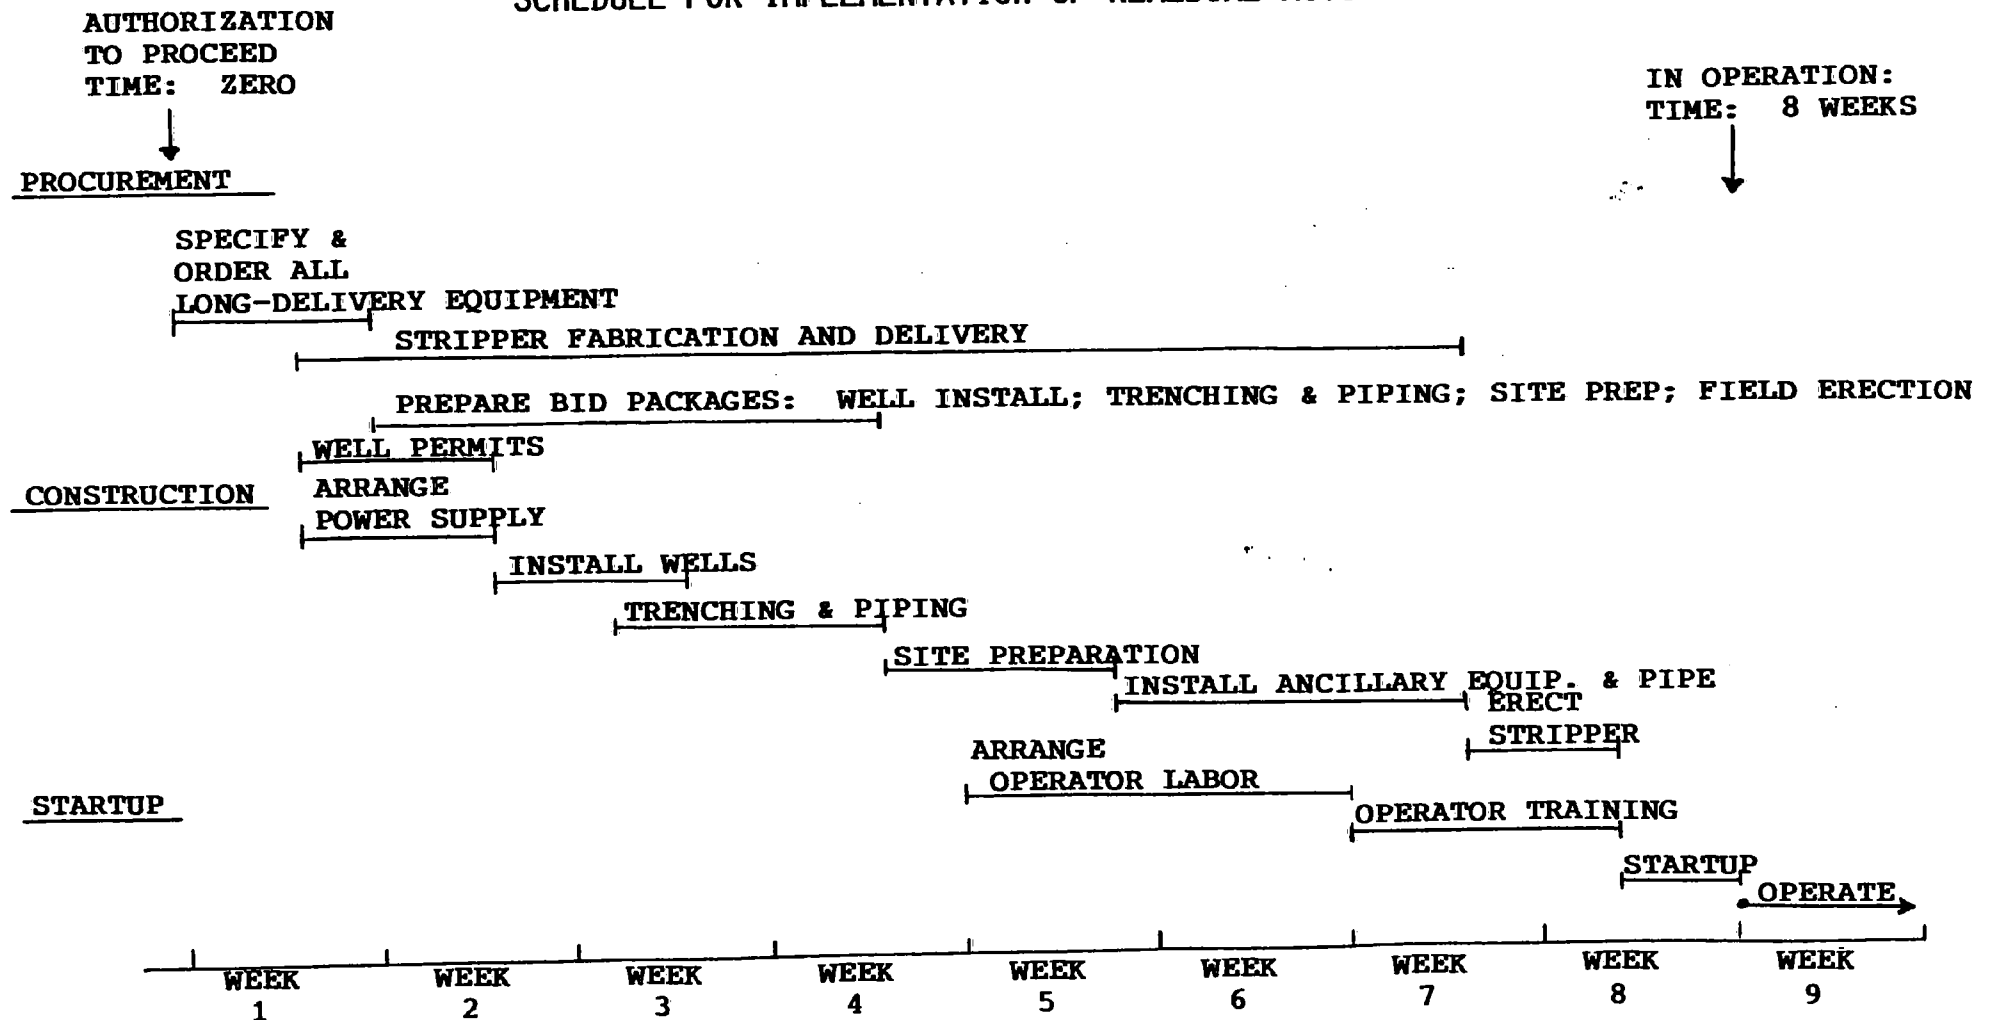 SCHEDULE FOR IMPLEMENTATION OF
AUTHORIZATION
TO PROCEED
TIME: ZERO
IN OPERATION:
TIME: 8 WEEKS
PROCUREMENT
SPECIFY &
ORDER ALL
LONG-DELIVERY EQUIPMENT
STRIPPER FABRICATION AND DELIVERY
PREPARE BID PACKAGES: WELL INSTALL; TRENCHING & PIPING; SITE PREP; FIELD ERECTION
WELL PERMITS
CONSTRUCTION
ARRANGE
POWER SUPPLY
INSTALL WELLS
TRENCHING & PIPING
SITE PREPARATION
INSTALL ANCILLARY EQUIP. & PIPE
ERECT
STRIPPER
ARRANGE
OPERATOR LABOR
STARTUP
OPERATOR TRAINING
STARTUP
OPERATE
WEEK WEEK WEEK WEEK WEEK WEEK WEEK WEEK WEEK
1 2 3 4 5 6 7 8 9